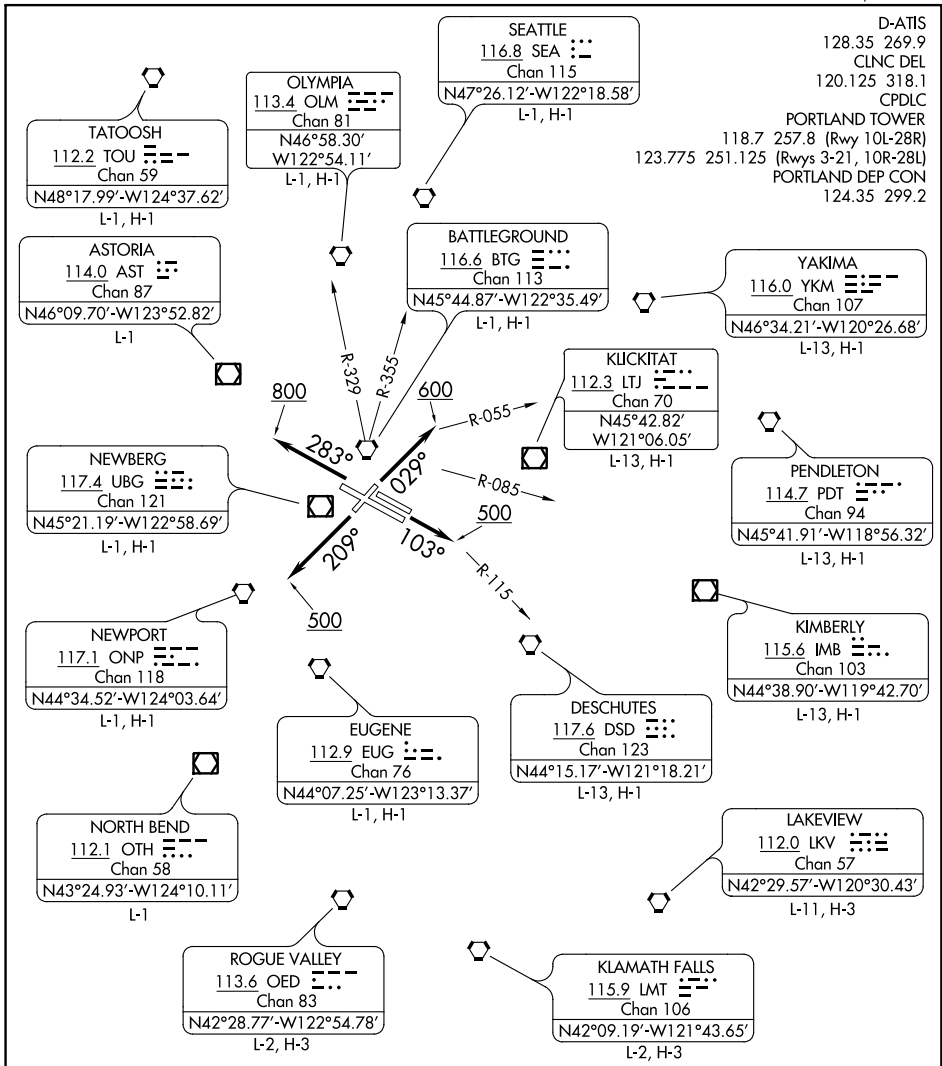 D-ATIS
128.35 269.9
CLNC DEL
120.125 318.1
CPDLC
PORTLAND TOWER
118.7 257.8 (Rwy 10L-28R)
123.775 251.125 (Rwys 3-21, 10R-28L)
PORTLAND DEP CON
124.35 299.2
SEATTLE
116.8 SEA
Chan 115
N47°26.12′-W122°18.58′
L-1, H-1
OLYMPIA
113.4 OLM
Chan 81
N46°58.30′
W122°54.11′
L-1, H-1
TATOOSH
112.2 TOU
Chan 59
N48°17.99′-W124°37.62′
L-1, H-1
ASTORIA
114.0 AST
Chan 87
N46°09.70′-W123°52.82′
L-1
BATTLEGROUND
116.6 BTG
Chan 113
N45°44.87′-W122°35.49′
L-1, H-1
YAKIMA
116.0 YKM
Chan 107
N46°34.21′-W120°26.68′
L-13, H-1
KLICKITAT
112.3 LTJ
Chan 70
N45°42.82′
W121°06.05′
L-13, H-1
R-329
R-355
800
600
R-055
283°
029°
R-085
NEWBERG
117.4 UBG
Chan 121
N45°21.19′-W122°58.69′
L-1, H-1
PENDLETON
114.7 PDT
Chan 94
N45°41.91′-W118°56.32′
L-13, H-1
500
103°
209°
R-115
500
NEWPORT
117.1 ONP
Chan 118
N44°34.52′-W124°03.64′
L-1, H-1
KIMBERLY
115.6 IMB
Chan 103
N44°38.90′-W119°42.70′
L-13, H-1
EUGENE
112.9 EUG
Chan 76
N44°07.25′-W123°13.37′
L-1, H-1
DESCHUTES
117.6 DSD
Chan 123
N44°15.17′-W121°18.21′
L-13, H-1
NORTH BEND
112.1 OTH
Chan 58
N43°24.93′-W124°10.11′
L-1
LAKEVIEW
112.0 LKV
Chan 57
N42°29.57′-W120°30.43′
L-11, H-3
ROGUE VALLEY
113.6 OED
Chan 83
N42°28.77′-W122°54.78′
L-2, H-3
KLAMATH FALLS
115.9 LMT
Chan 106
N42°09.19′-W121°43.65′
L-2, H-3